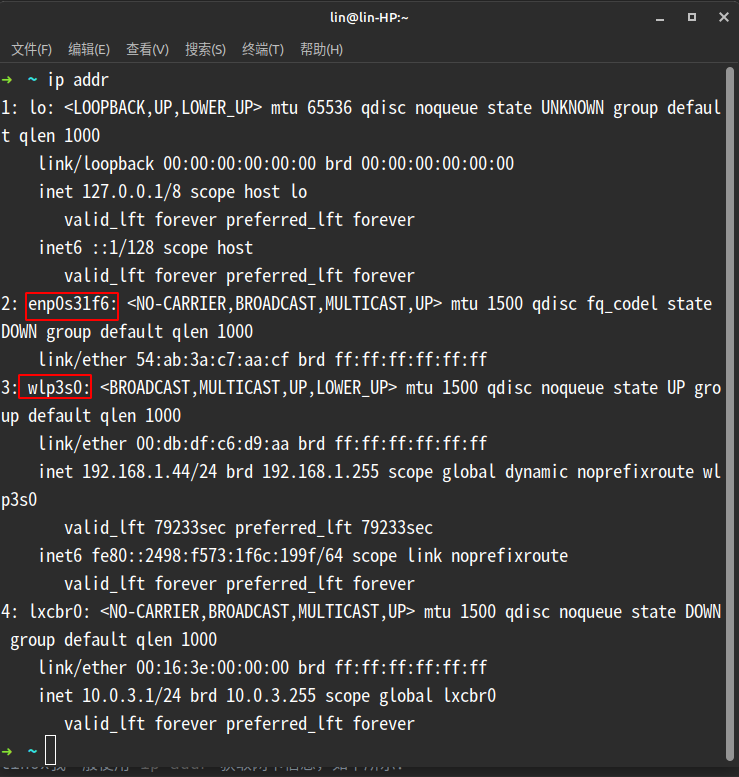 lin@lin-HP:~
文件(F) 编辑(E) 查看(V) 搜索(S) 终端(T) 帮助(H)
➜ ~ ip addr
1: lo: <LOOPBACK,UP,LOWER_UP> mtu 65536 qdisc noqueue state UNKNOWN group defaul
t qlen 1000
link/loopback 00:00:00:00:00:00 brd 00:00:00:00:00:00
inet 127.0.0.1/8 scope host lo
valid_lft forever preferred_lft forever
inet6 ::1/128 scope host
valid_lft forever preferred_lft forever
2: enp0s31f6: <NO-CARRIER,BROADCAST,MULTICAST,UP> mtu 1500 qdisc fq_codel state
DOWN group default qlen 1000
link/ether 54:ab:3a:c7:aa:cf brd ff:ff:ff:ff:ff:ff
3: wlp3s0: <BROADCAST,MULTICAST,UP,LOWER_UP> mtu 1500 qdisc noqueue state UP gro
up default qlen 1000
link/ether 00:db:df:c6:d9:aa brd ff:ff:ff:ff:ff:ff
inet 192.168.1.44/24 brd 192.168.1.255 scope global dynamic noprefixroute wl
p3s0
valid_lft 79233sec preferred_lft 79233sec
inet6 fe80::2498:f573:1f6c:199f/64 scope link noprefixroute
valid_lft forever preferred_lft forever
4: lxcbr0: <NO-CARRIER,BROADCAST,MULTICAST,UP> mtu 1500 qdisc noqueue state DOWN
group default qlen 1000
link/ether 00:16:3e:00:00:00 brd ff:ff:ff:ff:ff:ff
inet 10.0.3.1/24 brd 10.0.3.255 scope global lxcbr0
valid_lft forever preferred_lft forever
➜ ~